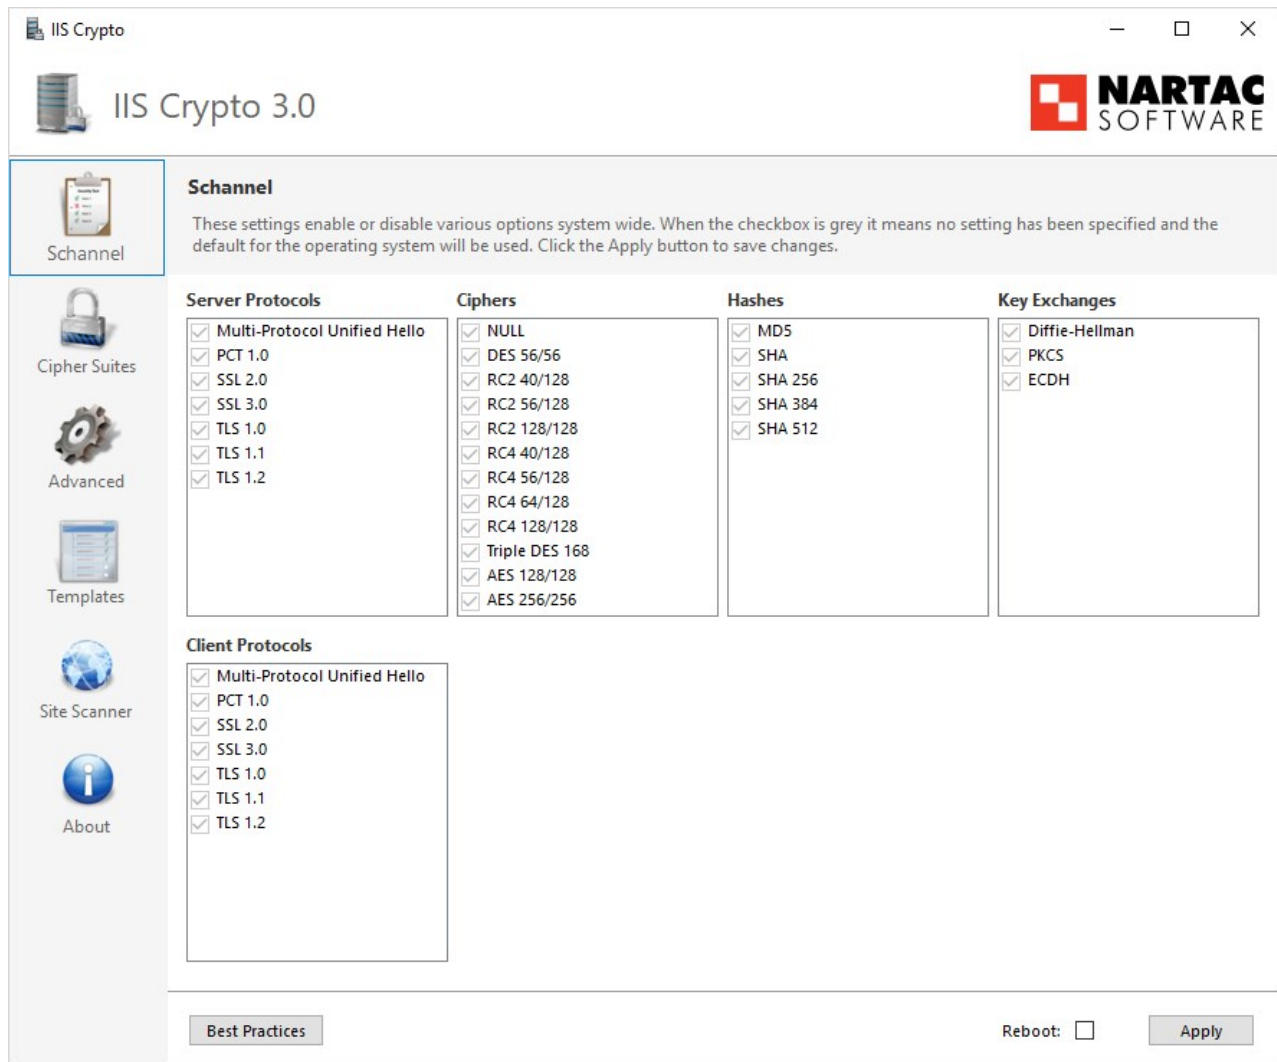 IIS Crypto
IIS Crypto 3.0
NARTAC
SOFTWARE
Schannel
Cipher Suites
Advanced
Templates
Site Scanner
About
Schannel
These settings enable or disable various options system wide. When the checkbox is grey it means no setting has been specified and the
default for the operating system will be used. Click the Apply button to save changes.
Server Protocols
Multi-Protocol Unified Hello
PCT 1.0
SSL 2.0
SSL 3.0
TLS 1.0
TLS 1.1
TLS 1.2
Ciphers
NULL
DES 56/56
RC2 40/128
RC2 56/128
RC2 128/128
RC4 40/128
RC4 56/128
RC4 64/128
RC4 128/128
Triple DES 168
AES 128/128
AES 256/256
Hashes
MD5
SHA
SHA 256
SHA 384
SHA 512
Key Exchanges
Diffie-Hellman
PKCS
ECDH
Client Protocols
Multi-Protocol Unified Hello
PCT 1.0
SSL 2.0
SSL 3.0
TLS 1.0
TLS 1.1
TLS 1.2
Best Practices
Reboot:
Apply